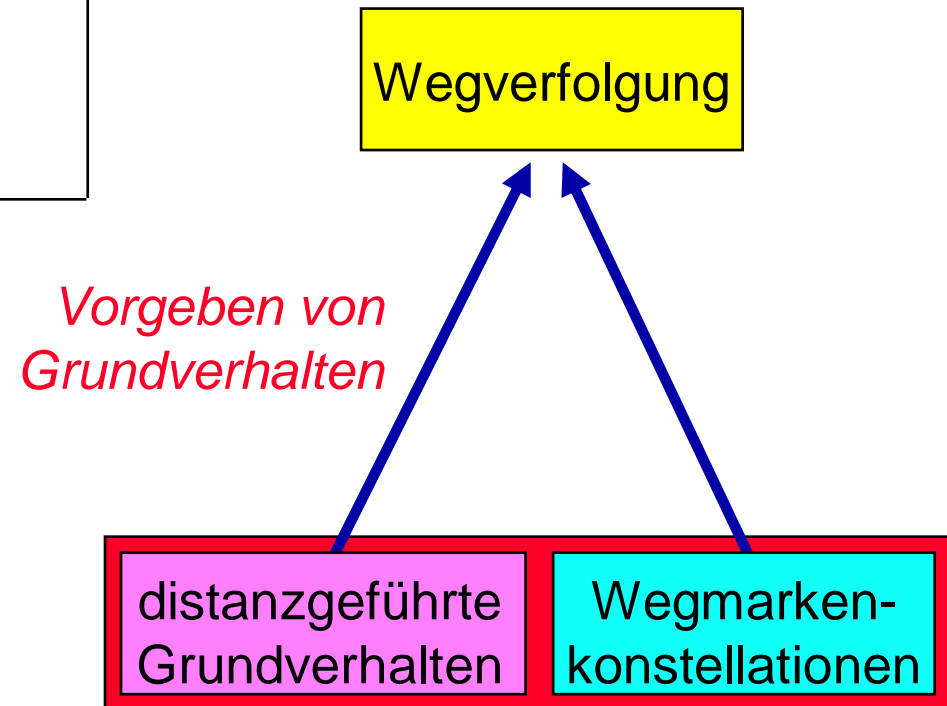 Wegverfolgung
Vorgeben von
Grundverhalten
distanzgeführte
Grundverhalten
Wegmarken-
konstellationen